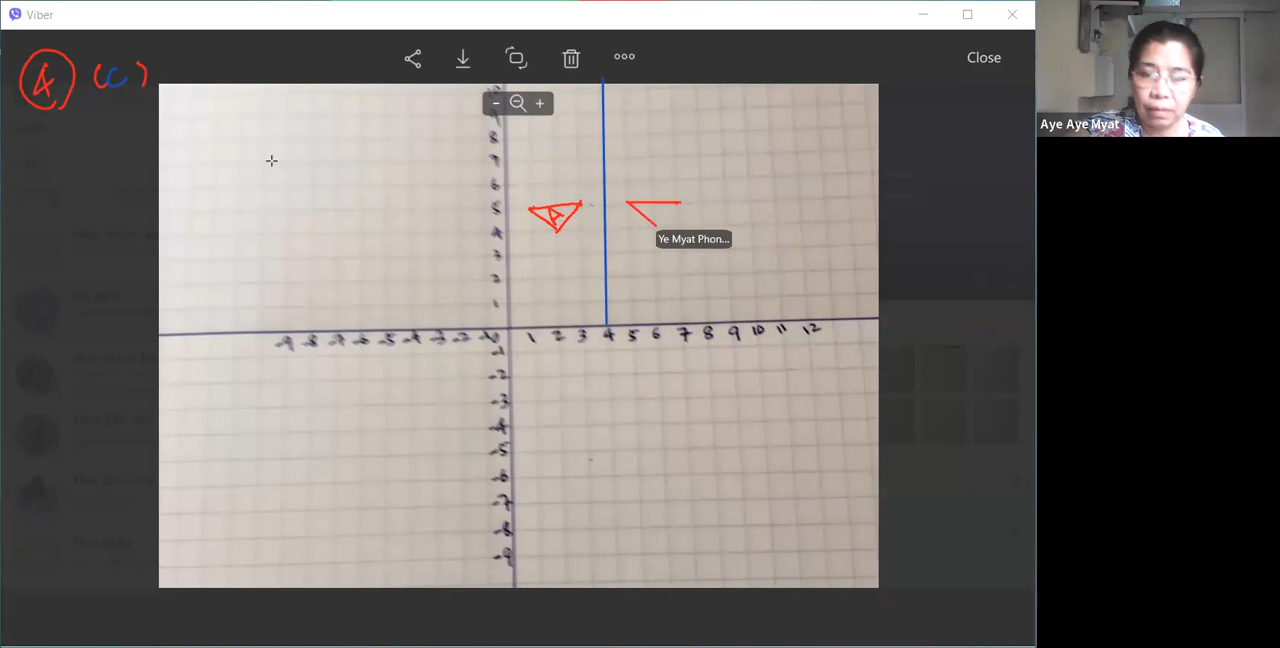 Viber
4 (c)
Close
Aye Aye Myat
8
7
6
5
A
4
Ye Myat Phon...
3
2
1
-9 -8 -7 -6 -5 -4 -3 -2 1 2 3 4 5 6 7 8 9 10 11 12
-1
-2
-3
-4
-5
-6
-7
-8
-9